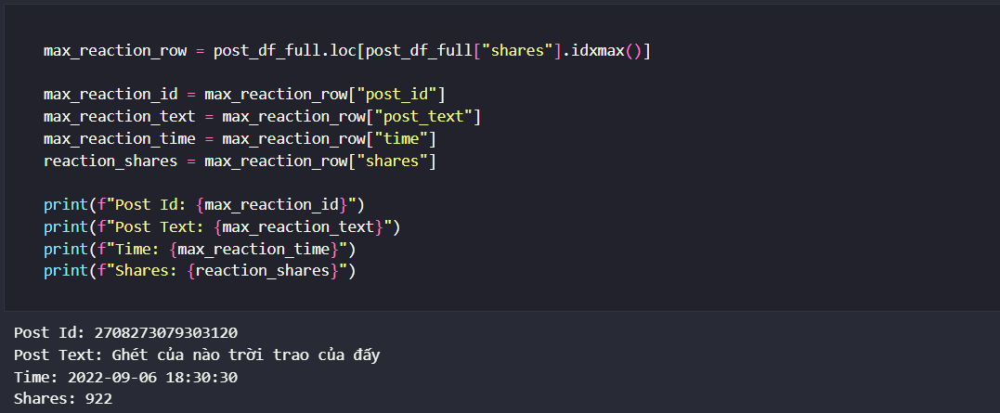 max_reaction_row = post_df_full.loc[post_df_full["shares"].idxmax()]
max_reaction_id = max_reaction_row["post_id"]
max_reaction_text = max_reaction_row["post_text"]
max_reaction_time = max_reaction_row["time"]
reaction_shares = max_reaction_row["shares"]
print(f"Post Id: {max_reaction_id}")
print(f"Post Text: {max_reaction_text}")
print(f"Time: {max_reaction_time}")
print(f"Shares: {reaction_shares}")
Post Id: 2708273079303120
Post Text: Ghét của nào trời trao của đấy
Time: 2022-09-06 18:30:30
Shares: 922